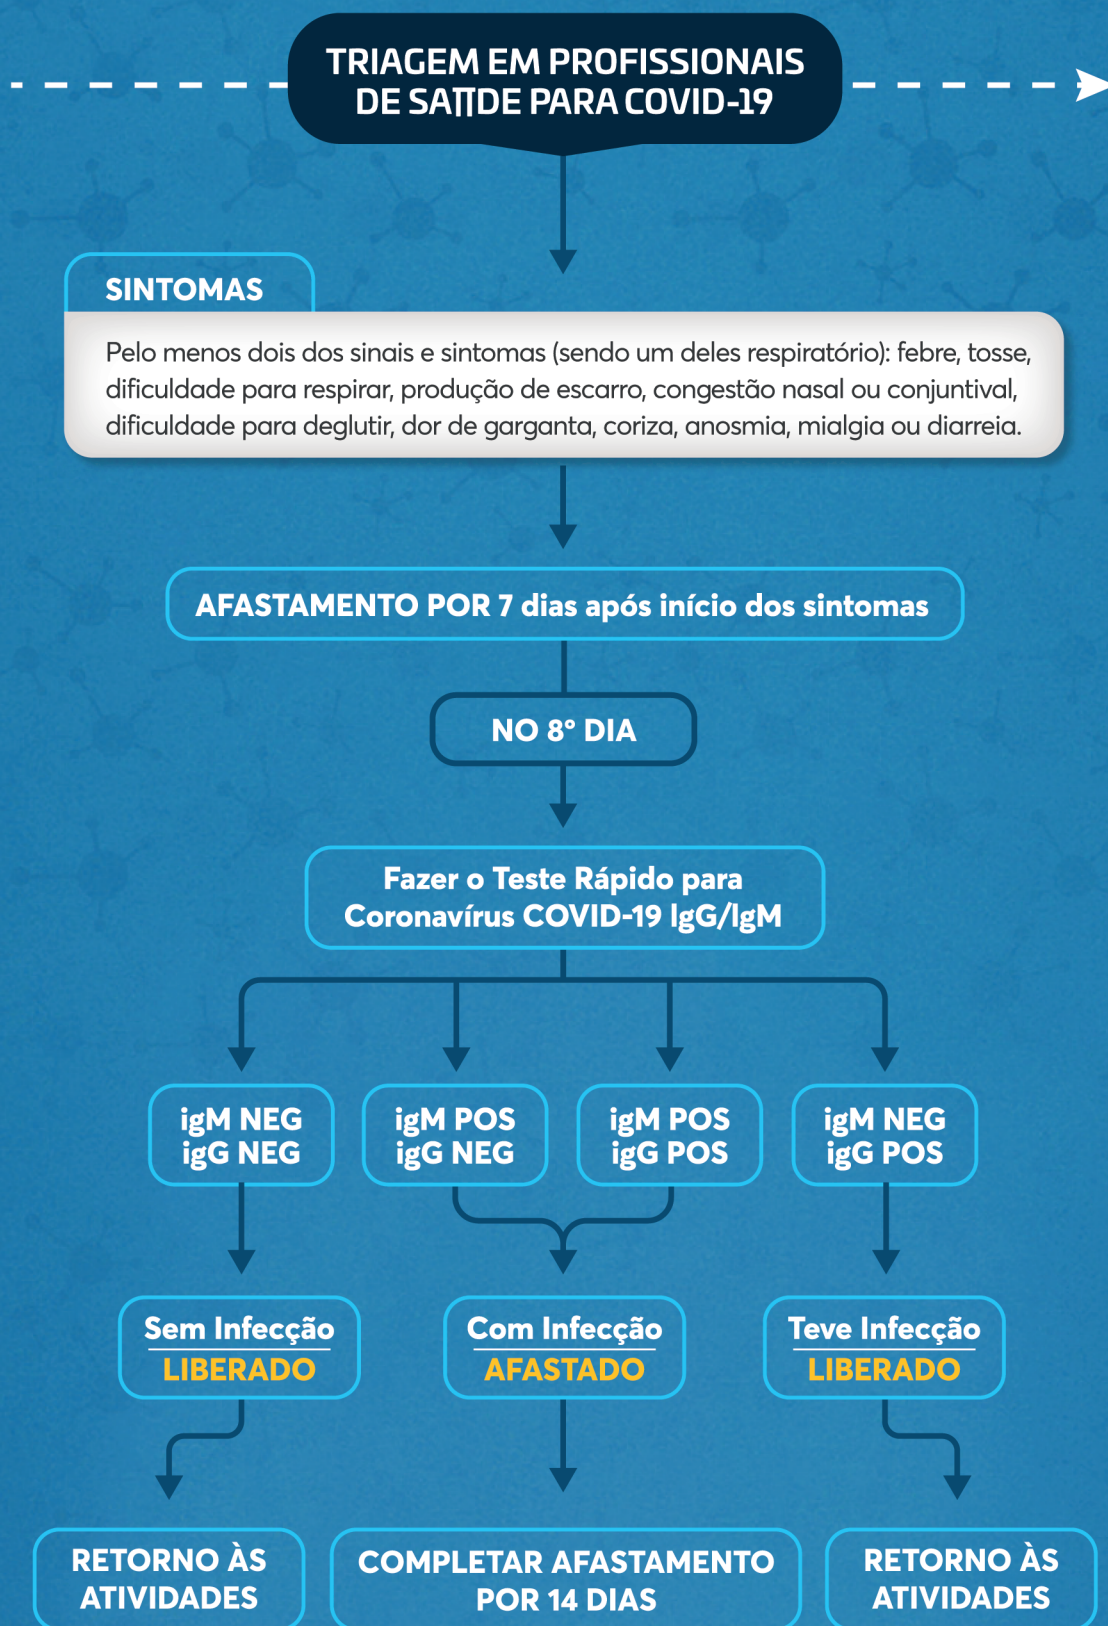 TRIAGEM EM PROFISSIONAIS
DE SATTDE PARA COVID-19
SINTOMAS
Pelo menos dois dos sinais e sintomas (sendo um deles respiratório): febre, tosse,
dificuldade para respirar, produção de escarro, congestão nasal ou conjuntival,
dificuldade para deglutir, dor de garganta, coriza, anosmia, mialgia ou diarreia.
AFASTAMENTO POR 7 dias após início dos sintomas
NO 8º DIA
Fazer o Teste Rápido para
Coronavírus COVID-19 IgG/IgM
igM NEG
igG NEG
igM POS
igG NEG
igM POS
igG POS
igM NEG
igG POS
Sem Infecção
LIBERADO
Com Infecção
AFASTADO
Teve Infecção
LIBERADO
RETORNO ÀS
ATIVIDADES
COMPLETAR AFASTAMENTO
POR 14 DIAS
RETORNO ÀS
ATIVIDADES